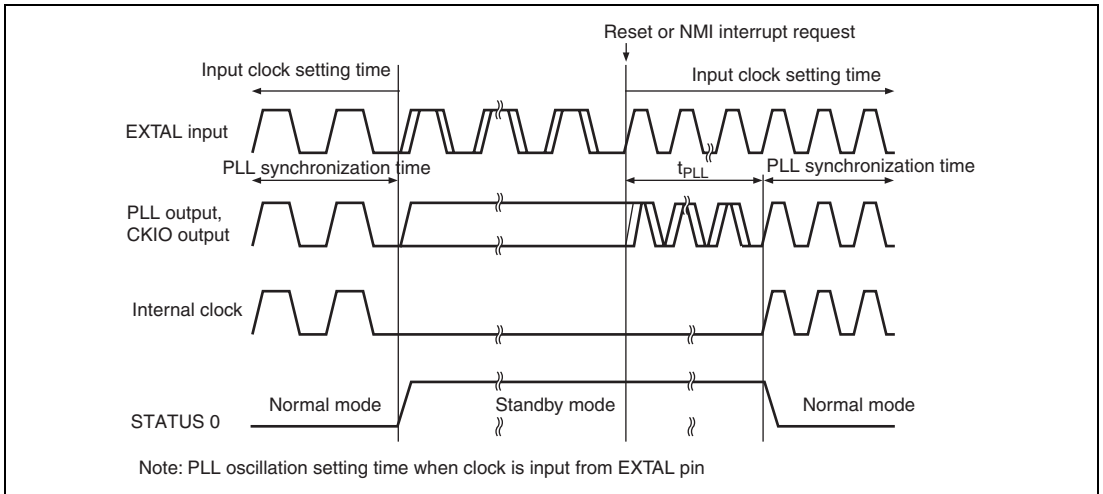 Reset or NMI interrupt request
Input clock setting time
Input clock setting time
EXTAL input
PLL synchronization time
tPLL
PLL synchronization time
PLL output,
CKIO output
Internal clock
Normal mode
Standby mode
Normal mode
STATUS 0
Note: PLL oscillation setting time when clock is input from EXTAL pin